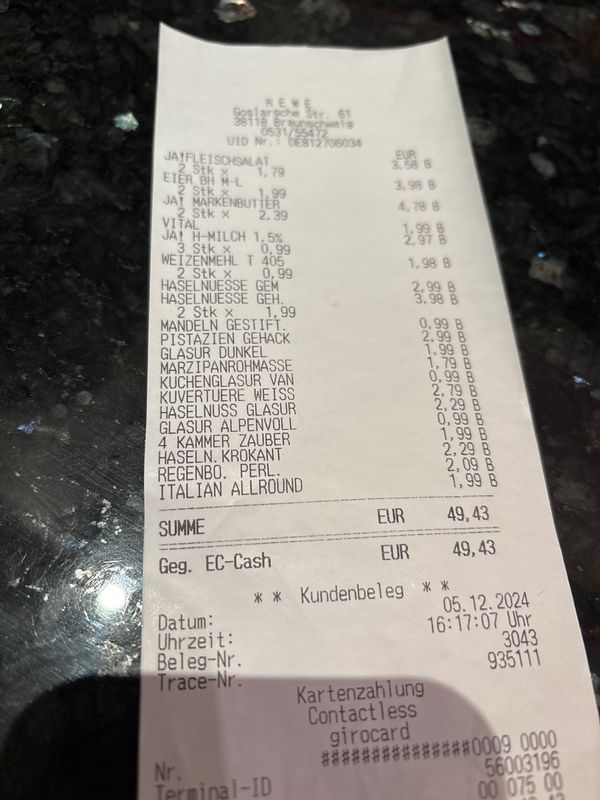 R E W E
Goslarsche Str. 61
38118 Braunschweig
0531/55472
UID Nr.: DE812706034
EUR
JA!FLEISCHSALAT 3,58 B
2 Stk x 1,79
EIER BH M-L 3,98 B
2 Stk x 1,99
JA! MARKENBUTTER 4,78 B
2 Stk x 2,39
VITAL 1,99 B
JA! H-MILCH 1,5% 2,97 B
3 Stk x 0,99
WEIZENMEHL T 405 1,98 B
2 Stk x 0,99
HASELNUESSE GEM 2,99 B
HASELNUESSE GEH. 3,98 B
2 Stk x 1,99
MANDELN GESTIFT. 0,99 B
PISTAZIEN GEHACK 2,99 B
GLASUR DUNKEL 1,99 B
MARZIPANROHMASSE 1,79 B
KUCHENGLASUR VAN 0,99 B
KUVERTUERE WEISS 2,79 B
HASELNUSS GLASUR 2,29 B
GLASUR ALPENVOLL 0,99 B
4 KAMMER ZAUBER 1,99 B
HASELN.KROKANT 2,29 B
REGENBO. PERL. 2,09 B
ITALIAN ALLROUND 1,99 B
SUMME EUR 49,43
Geg. EC-Cash EUR 49,43
* * Kundenbeleg * *
Datum: 05.12.2024
Uhrzeit: 16:17:07 Uhr
Beleg-Nr. 3043
Trace-Nr. 935111
Kartenzahlung
Contactless
girocard
Nr. ###############0009 0000
Terminal-ID 56003196
00 075 00